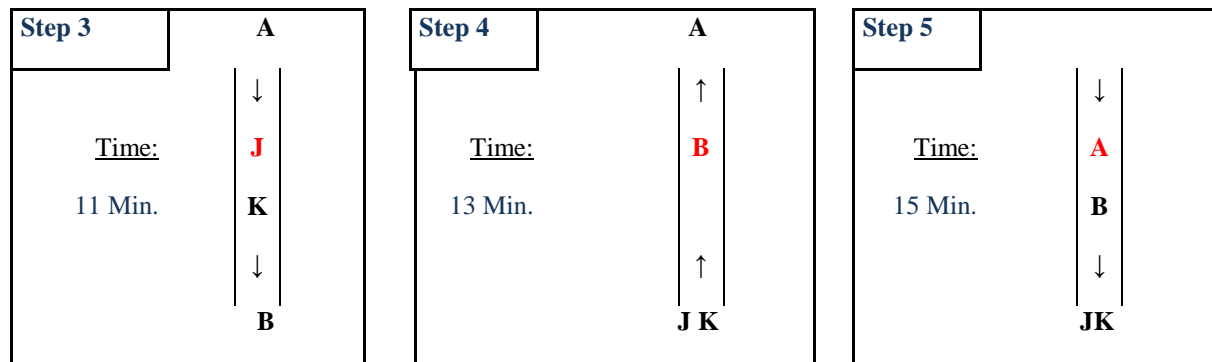 Step 3
A
↓
Time:
J
11 Min.
K
↓
B
Step 4
A
↑
Time:
B
13 Min.
↑
J K
Step 5
↓
Time:
A
15 Min.
B
↓
JK